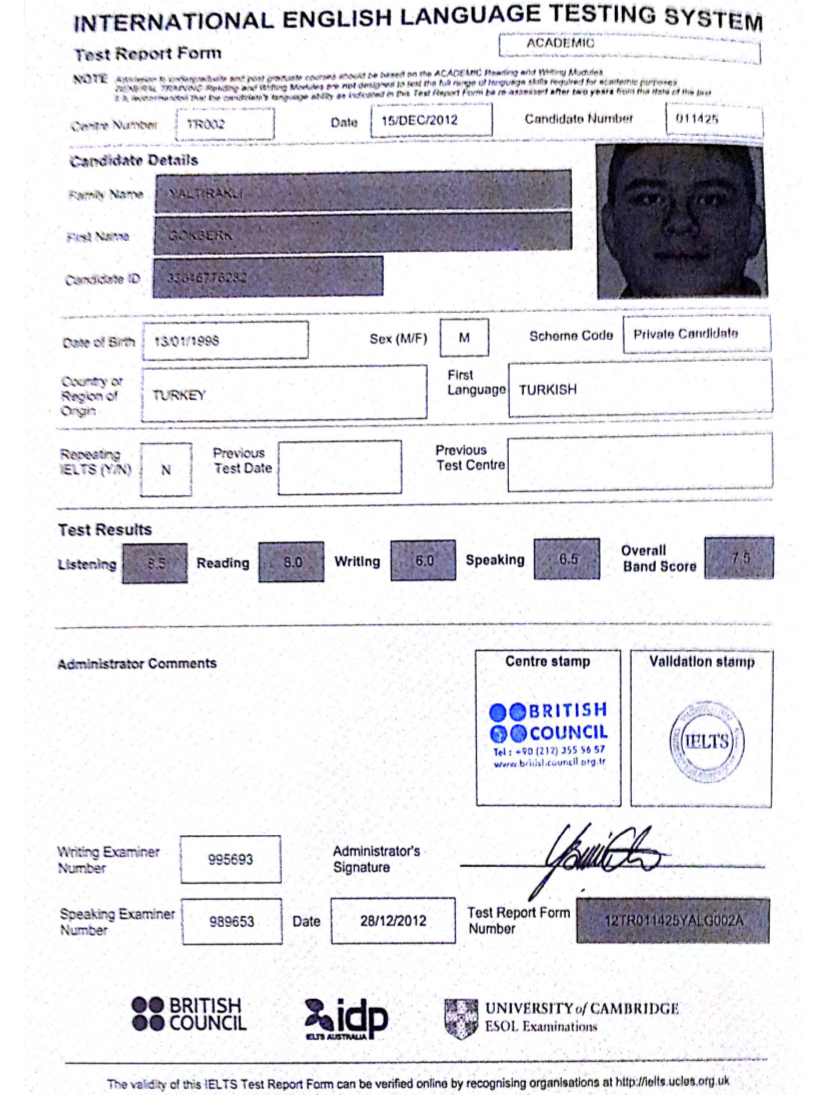 INTERNATIONAL ENGLISH LANGUAGE TESTING SYSTEM
Test Report Form
ACADEMIC
NOTE Admission to undergraduate and post graduate courses should be based on the ACADEMIC Reading and Writing Modules
GENERAL TRAINING Reading and Writing Modules are not designed to test the full range of language skills required for academic purposes
It is recommended that the candidate's language ability as indicated in this Test Report Form be re-assessed after two years from the date of the test
Centre Number TR002 Date 15/DEC/2012 Candidate Number 011425
Candidate Details
Family Name YALTIRAKLI
First Name GOKBERK
Candidate ID
Date of Birth 13/01/1998 Sex (M/F) M Scheme Code Private Candidate
Country or
Region of
Origin
TURKEY
First
Language
TURKISH
Repeating
IELTS (Y/N)
N
Previous
Test Date
Previous
Test Centre
Test Results
Listening 8.5 Reading 8.0 Writing 6.0 Speaking 6.5 Overall
Band Score
7.5
Administrator Comments
Centre stamp
BRITISH
COUNCIL
Tel : +90 (212) 355 56 57
www.britishcouncil.org.tr
Validation stamp
IELTS
Writing Examiner
Number
995693
Administrator's
Signature
Speaking Examiner
Number
989653
Date 28/12/2012
Test Report Form
Number
12TR011425YALG002A
BRITISH
COUNCIL
idp
IELTS AUSTRALIA
UNIVERSITY of CAMBRIDGE
ESOL Examinations
The validity of this IELTS Test Report Form can be verified online by recognising organisations at http://ielts.ucles.org.uk